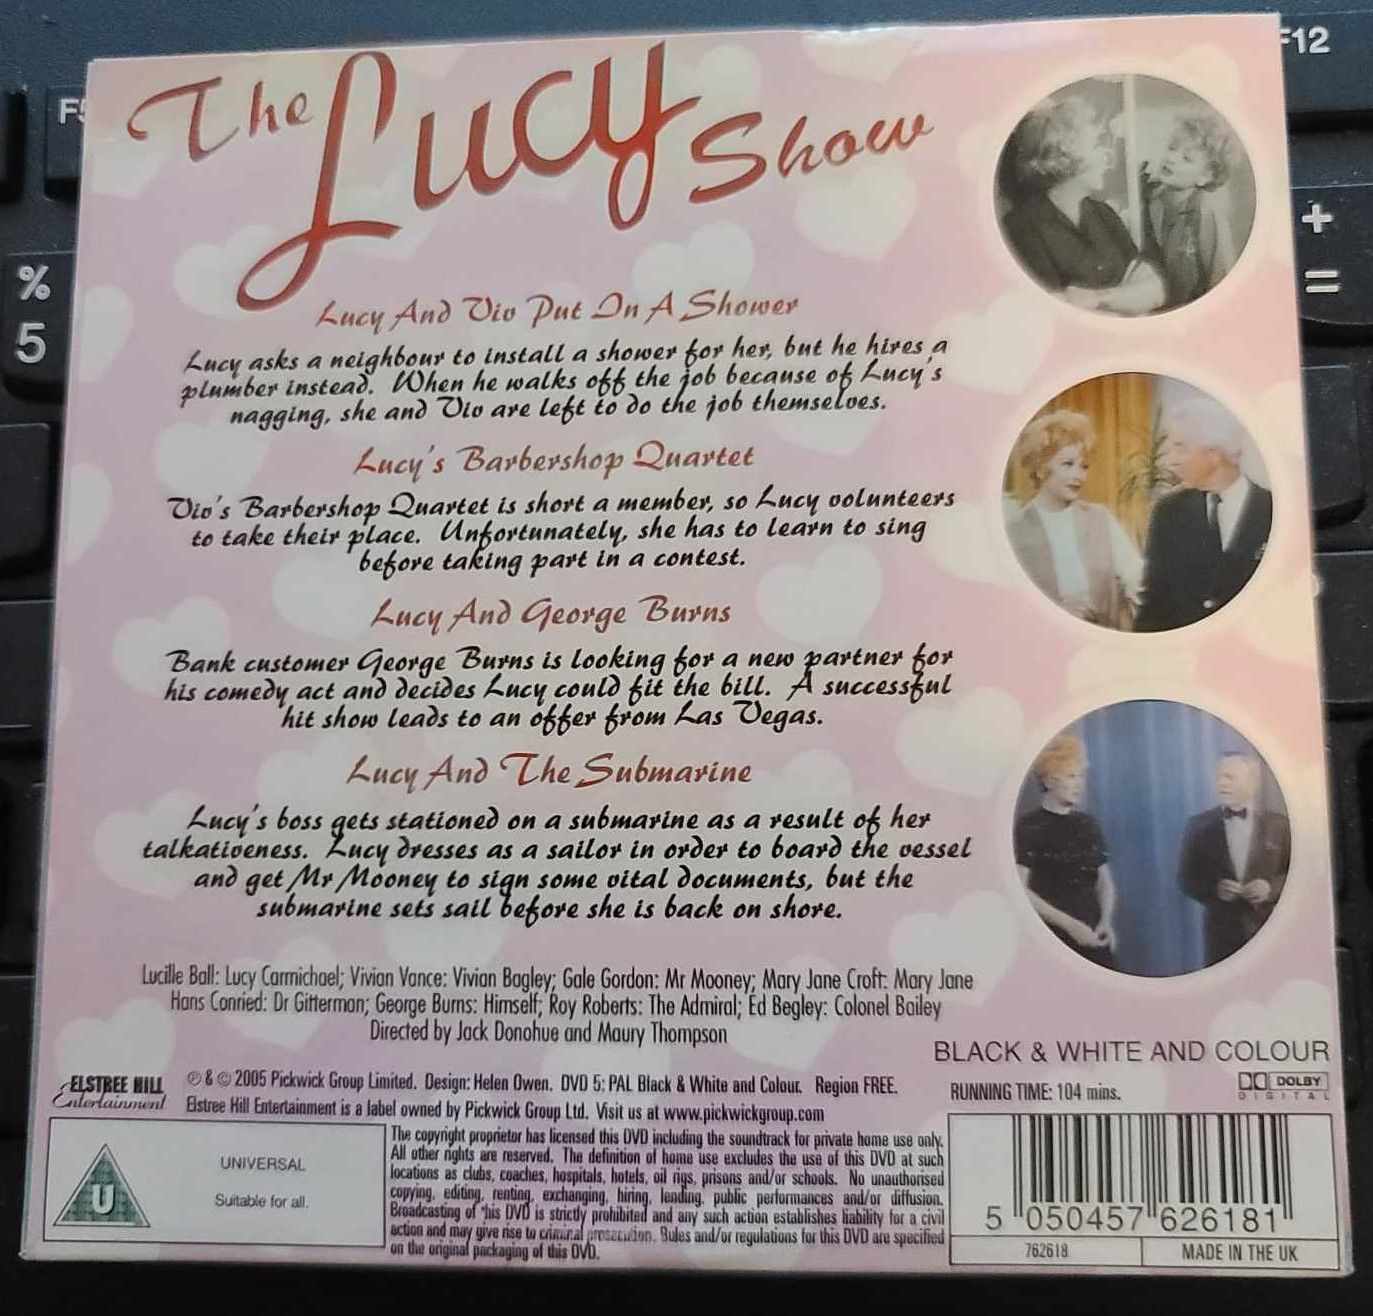 The Lucy Show
Lucy And Viv Put In A Shower
Lucy asks a neighbour to install a shower for her, but he hires a
plumber instead. When he walks off the job because of Lucy's
nagging, she and Viv are left to do the job themselves.
Lucy's Barbershop Quartet
Viv's Barbershop Quartet is short a member, so Lucy volunteers
to take their place. Unfortunately, she has to learn to sing
before taking part in a contest.
Lucy And George Burns
Bank customer George Burns is looking for a new partner for
his comedy act and decides Lucy could fit the bill. A successful
hit show leads to an offer from Las Vegas.
Lucy And The Submarine
Lucy's boss gets stationed on a submarine as a result of her
talkativeness. Lucy dresses as a sailor in order to board the vessel
and get Mr Mooney to sign some vital documents, but the
submarine sets sail before she is back on shore.
Lucille Ball: Lucy Carmichael; Vivian Vance: Vivian Bagley; Gale Gordon: Mr Mooney; Mary Jane Croft: Mary Jane
Hans Conried: Dr Gitterman; George Burns: Himself; Roy Roberts: The Admiral; Ed Begley: Colonel Bailey
Directed by Jack Donohue and Maury Thompson
BLACK & WHITE AND COLOUR
ELSTREE HILL
Entertainment
℗ & © 2005 Pickwick Group Limited. Design: Helen Owen. DVD 5: PAL Black & White and Colour. Region FREE.
Elstree Hill Entertainment is a label owned by Pickwick Group Ltd. Visit us at www.pickwickgroup.com
RUNNING TIME: 104 mins.
DOLBY
DIGITAL
U
UNIVERSAL
Suitable for all.
The copyright proprietor has licensed this DVD including the soundtrack for private home use only.
All other rights are reserved. The definition of home use excludes the use of this DVD at such
locations as clubs, coaches, hospitals, hotels, oil rigs, prisons and/or schools. No unauthorised
copying, editing, renting, exchanging, hiring, lending, public performances and/or diffusion.
Broadcasting of this DVD is strictly prohibited and any such action establishes liability for a civil
action and may give rise to criminal prosecution. Rules and/or regulations for this DVD are specified
on the original packaging of this DVD.
5 050457 626181
762618
MADE IN THE UK
F5
F12
%
5
+
=